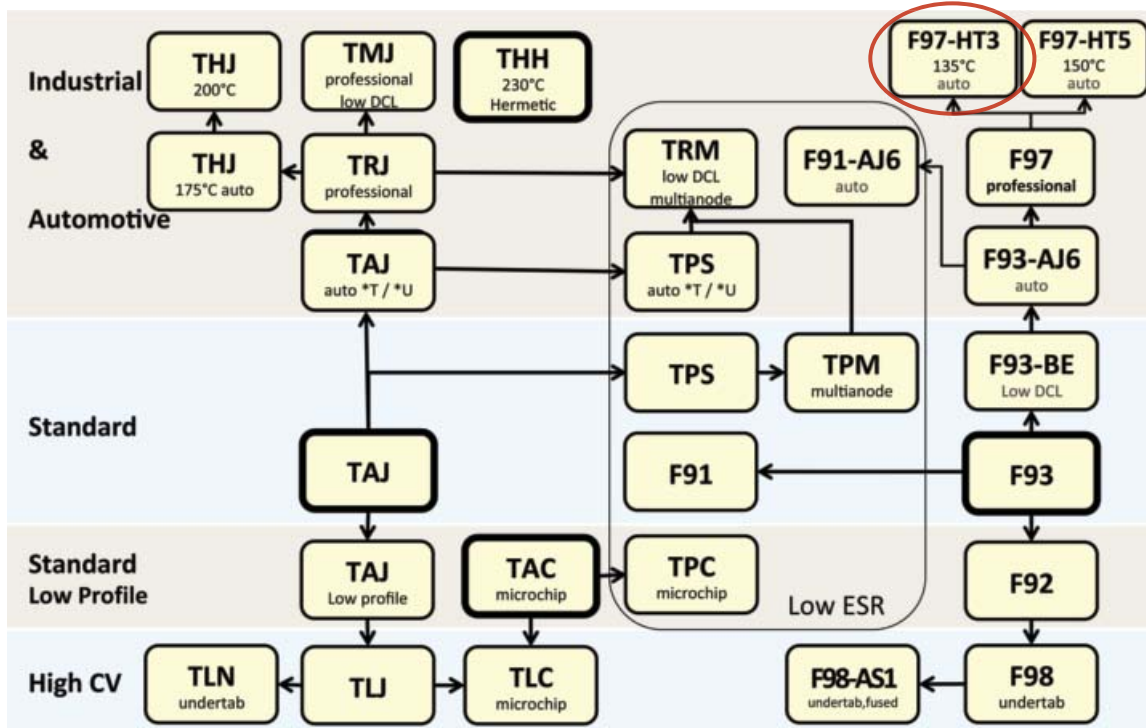 Industrial
&
Automotive
THJ
200°C
TMJ
professional
low DCL
THH
230°C
Hermetic
F97-HT3
135°C
auto
F97-HT5
150°C
auto
THJ
175°C auto
TRJ
professional
TRM
low DCL
multianode
F91-AJ6
auto
F97
professional
TAJ
auto *T / *U
TPS
auto *T / *U
F93-AJ6
auto
Standard
TPS
TPM
multianode
F93-BE
Low DCL
TAJ
F91
F93
Standard
Low Profile
TAJ
Low profile
TAC
microchip
TPC
microchip
Low ESR
F92
High CV
TLN
undertab
TLJ
TLC
microchip
F98-AS1
undertab,fused
F98
undertab